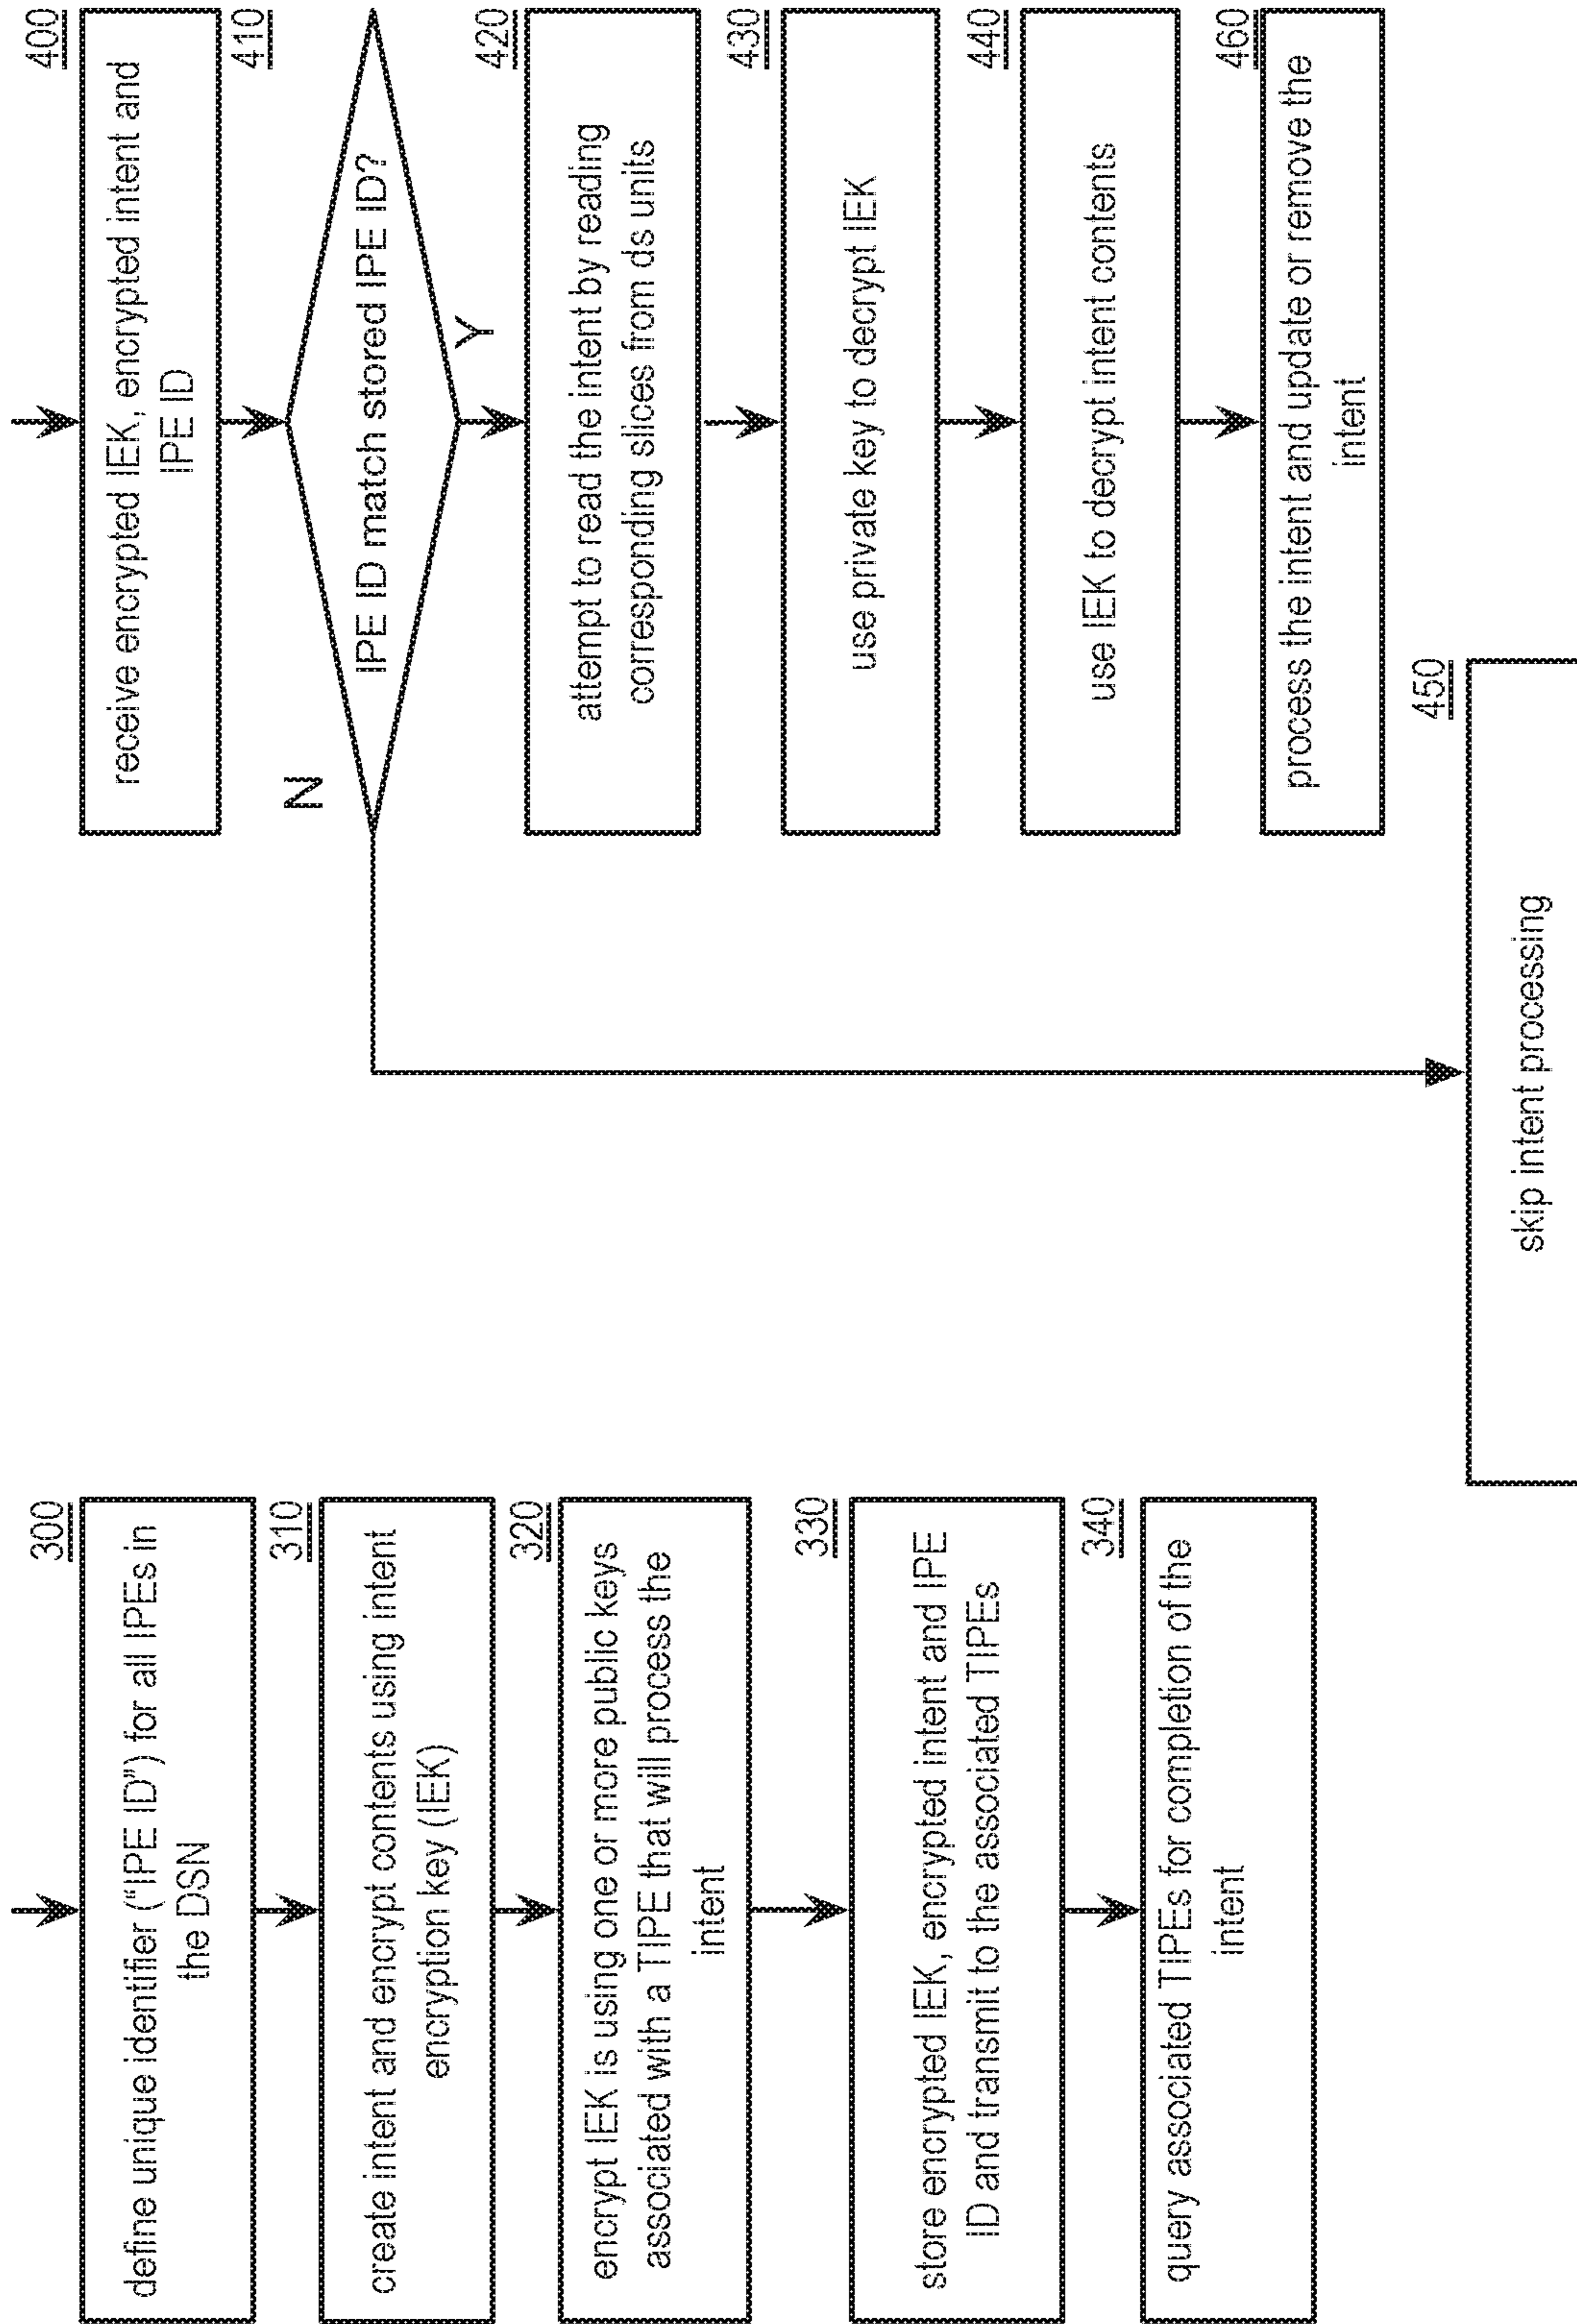 300
define unique identifier ("IPE ID") for all IPEs in
the DSN
310
create intent and encrypt contents using intent
encryption key (IEK)
320
encrypt IEK is using one or more public keys
associated with a TIPE that will process the
intent
330
store encrypted IEK, encrypted intent and IPE
ID and transmit to the associated TIPEs
340
query associated TIPEs for completion of the
intent
400
receive encrypted IEK, encrypted intent and
IPE ID
410
IPE ID match stored IPE ID?
N
Y
420
attempt to read the intent by reading
corresponding slices from ds units
430
use private key to decrypt IEK
440
use IEK to decrypt intent contents
460
process the intent and update or remove the
intent
450
skip intent processing